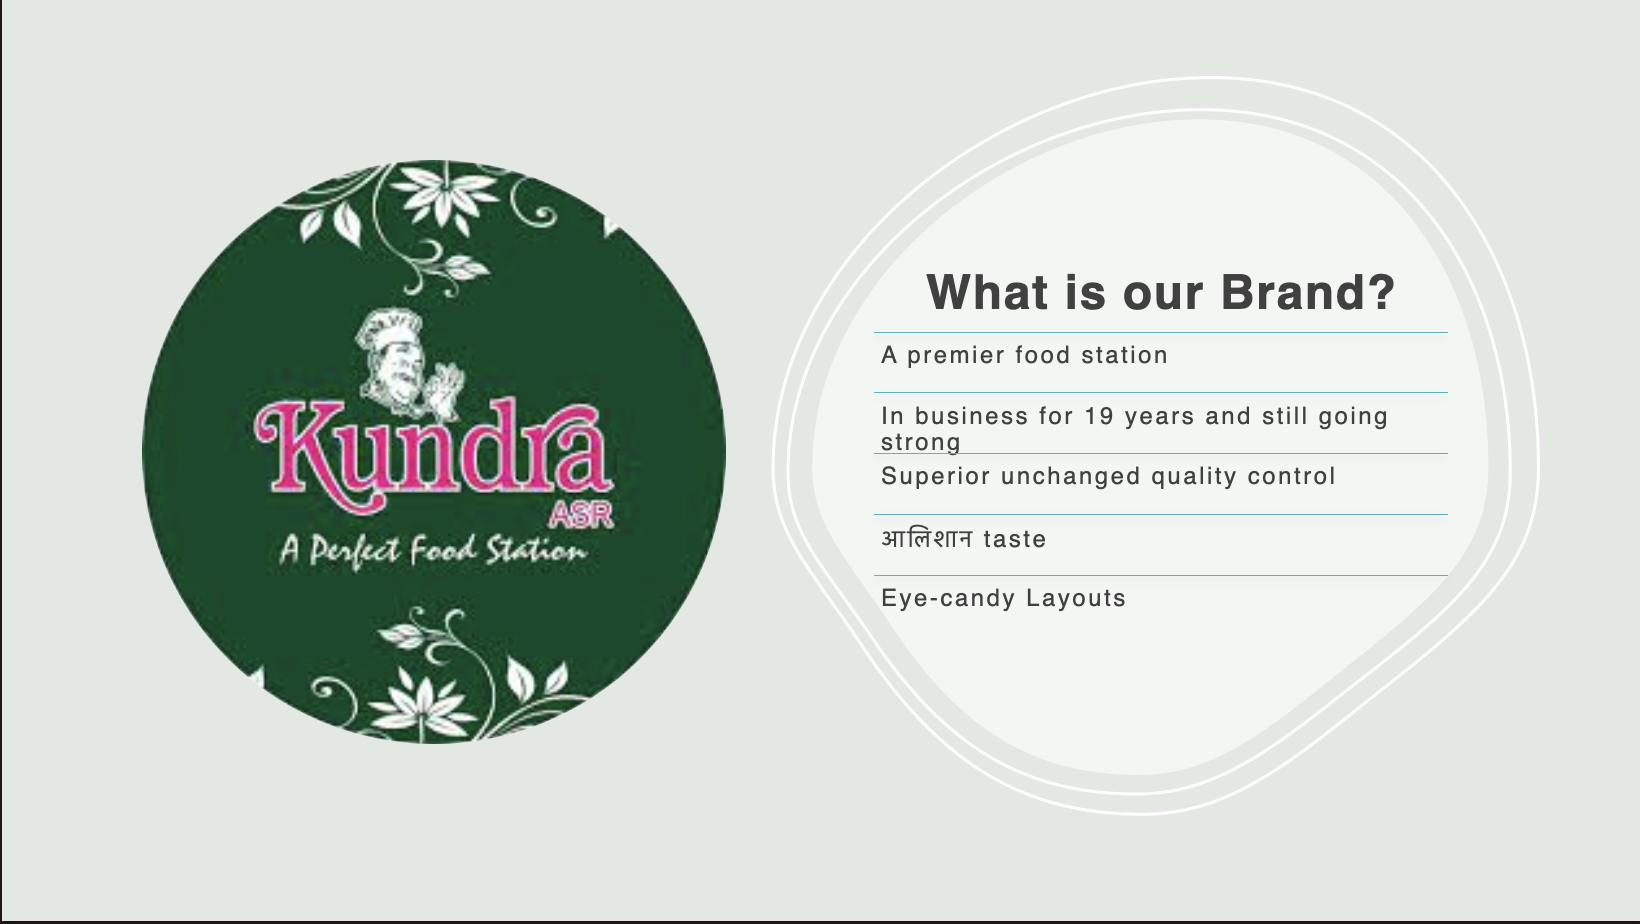 Kundra
ASR
A Perfect Food Station
What is our Brand?
A premier food station
In business for 19 years and still going
strong
Superior unchanged quality control
आलिशान taste
Eye-candy Layouts